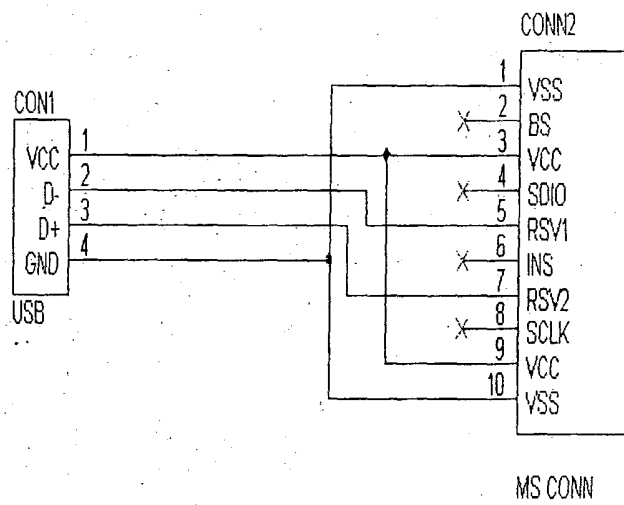 CONN2
CON1
VCC 1
D- 2
D+ 3
GND 4
USB
1 VSS
2 BS
3 VCC
4 SDIO
5 RSV1
6 INS
7 RSV2
8 SCLK
9 VCC
10 VSS
MS CONN